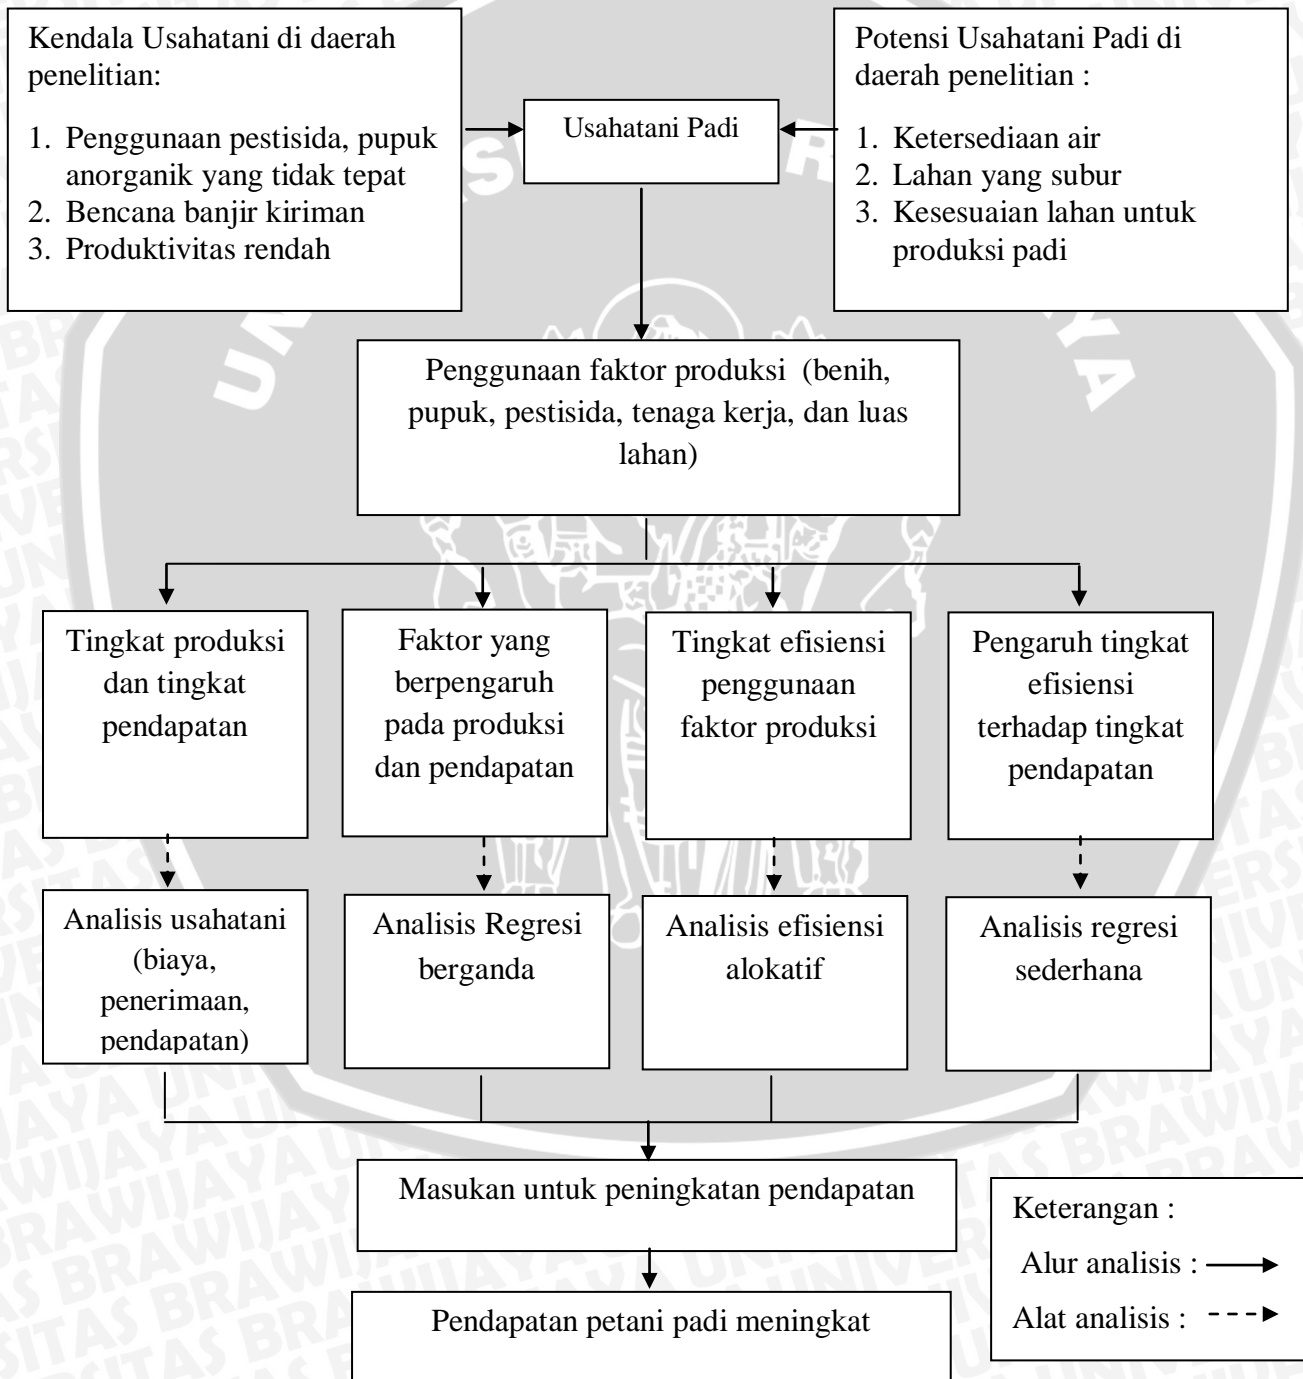 Kendala Usahatani di daerah
penelitian:
1. Penggunaan pestisida, pupuk
anorganik yang tidak tepat
2. Bencana banjir kiriman
3. Produktivitas rendah
Usahatani Padi
Potensi Usahatani Padi di
daerah penelitian :
1. Ketersediaan air
2. Lahan yang subur
3. Kesesuaian lahan untuk
produksi padi
Penggunaan faktor produksi (benih,
pupuk, pestisida, tenaga kerja, dan luas
lahan)
Tingkat produksi
dan tingkat
pendapatan
Faktor yang
berpengaruh
pada produksi
dan pendapatan
Tingkat efisiensi
penggunaan
faktor produksi
Pengaruh tingkat
efisiensi
terhadap tingkat
pendapatan
Analisis usahatani
(biaya,
penerimaan,
pendapatan)
Analisis Regresi
berganda
Analisis efisiensi
alokatif
Analisis regresi
sederhana
Masukan untuk peningkatan pendapatan
Pendapatan petani padi meningkat
Keterangan :
Alur analisis :
Alat analisis :